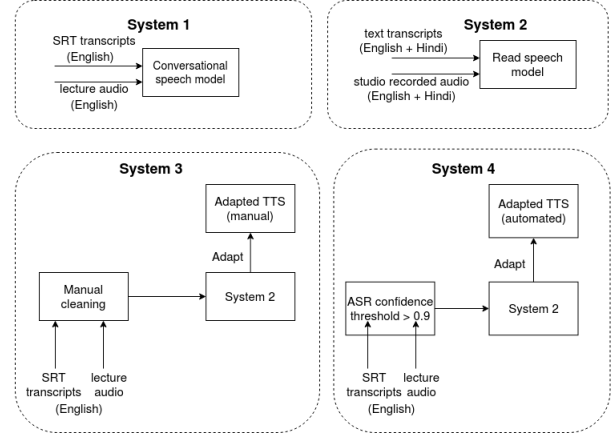 System 1
SRT transcripts
(English)
lecture audio
(English)
Conversational
speech model
System 2
text transcripts
(English + Hindi)
studio recorded audio
(English + Hindi)
Read speech
model
System 3
Adapted TTS
(manual)
Adapt
Manual
cleaning
System 2
SRT
transcripts
lecture
audio
(English)
System 4
Adapted TTS
(automated)
Adapt
ASR confidence
threshold > 0.9
System 2
SRT
transcripts
lecture
audio
(English)